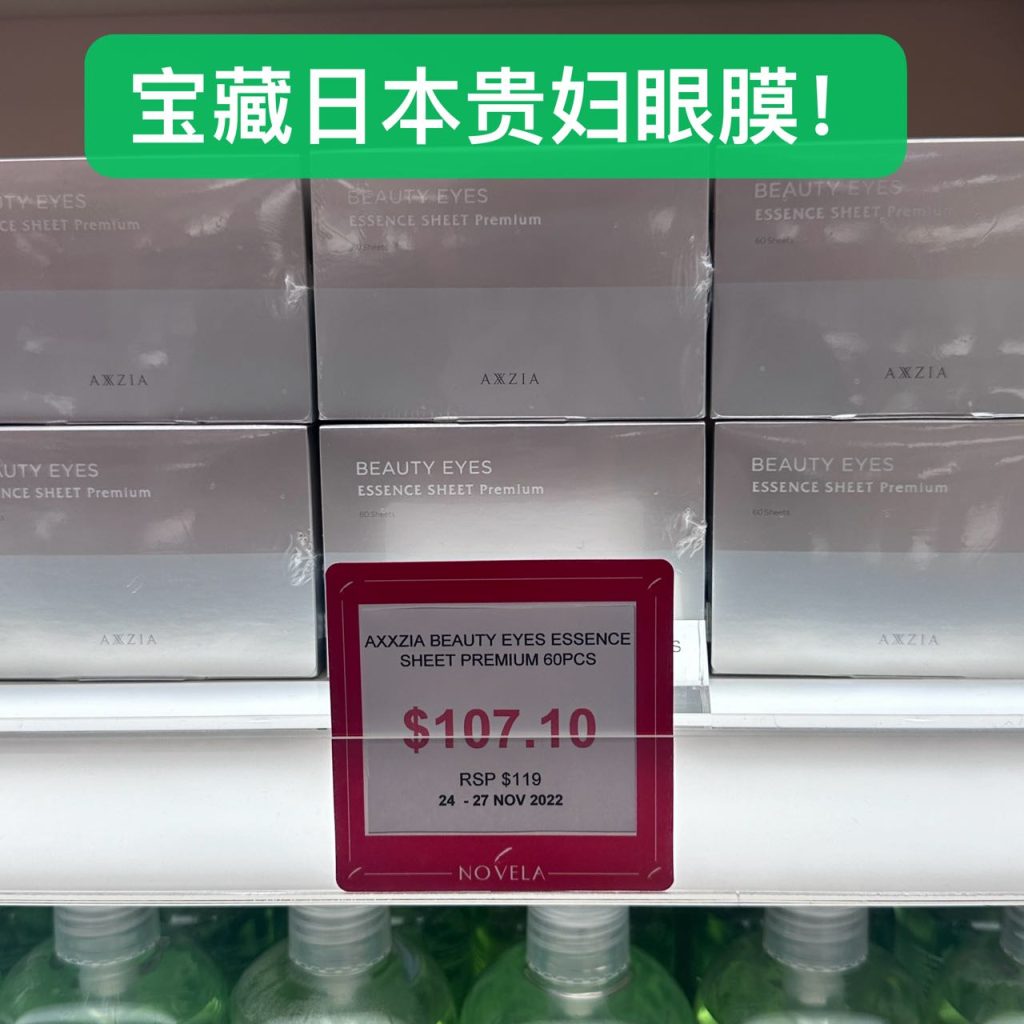 宝藏日本贵妇眼膜！
TY EYES
CE SHEET Premium
AXXZIA
BEAUTY EYES
ESSENCE SHEET Premium
60 Sheets
AXXZIA
BEAUTY EYES
ESSENCE SHEET Premium
60 Sheets
AXXZIA
UTY EYES
NCE SHEET Premium
AXXZIA
BEAUTY EYES
ESSENCE SHEET Premium
60 Sheets
BEAUTY EYES
ESSENCE SHEET Premium
60 Sheets
AXXZIA
AXXZIA BEAUTY EYES ESSENCE
SHEET PREMIUM 60PCS
$107.10
RSP $119
24 - 27 NOV 2022
NOVELA
S